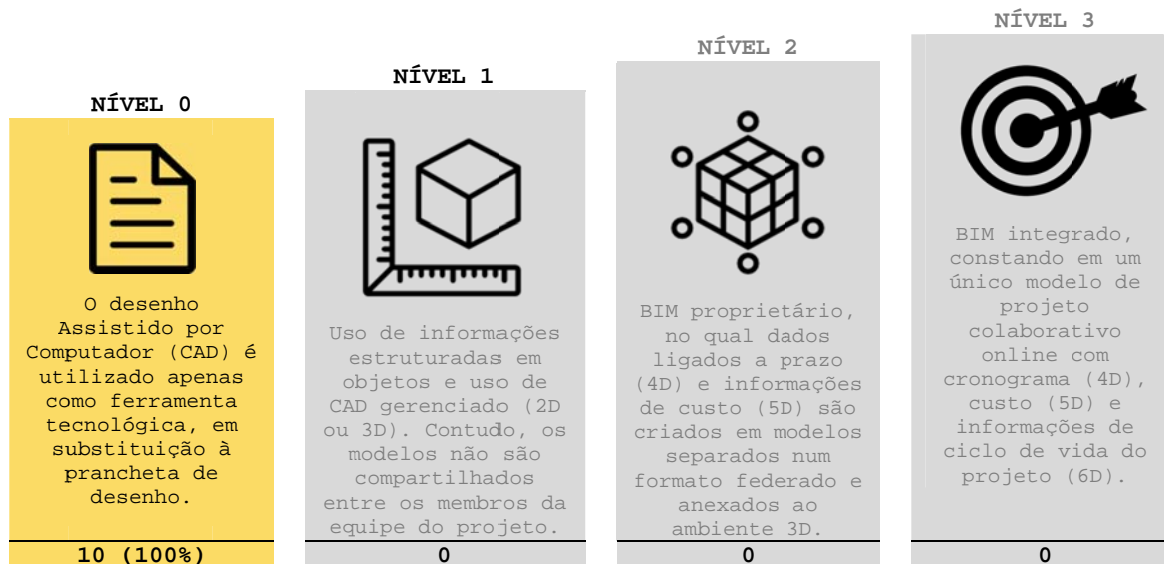 NÍVEL 0
O desenho
Assistido por
Computador (CAD) é
utilizado apenas
como ferramenta
tecnológica, em
substituição à
prancheta de
desenho.
10 (100%)
NÍVEL 1
Uso de informações
estruturadas em
objetos e uso de
CAD gerenciado (2D
ou 3D). Contudo, os
modelos não são
compartilhados
entre os membros da
equipe do projeto.
0
NÍVEL 2
BIM proprietário,
no qual dados
ligados a prazo
(4D) e informações
de custo (5D) são
criados em modelos
separados num
formato federado e
anexados ao
ambiente 3D.
0
NÍVEL 3
BIM integrado,
constando em um
único modelo de
projeto
colaborativo
online com
cronograma (4D),
custo (5D) e
informações de
ciclo de vida do
projeto (6D).
0